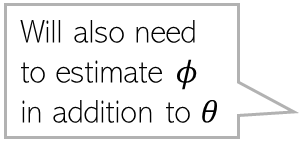 Will also need
to estimate ϕ
in addition to θ